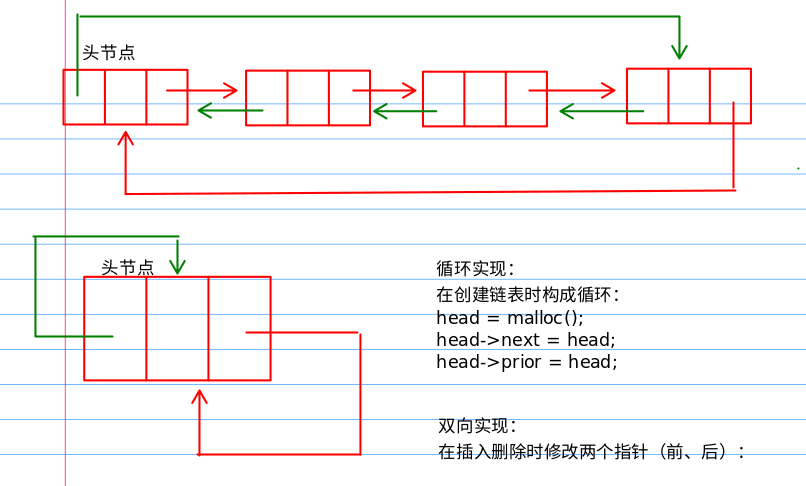 头节点
头节点
循环实现：
在创建链表时构成循环：
head = malloc();
head->next = head;
head->prior = head;
双向实现：
在插入删除时修改两个指针（前、后）：